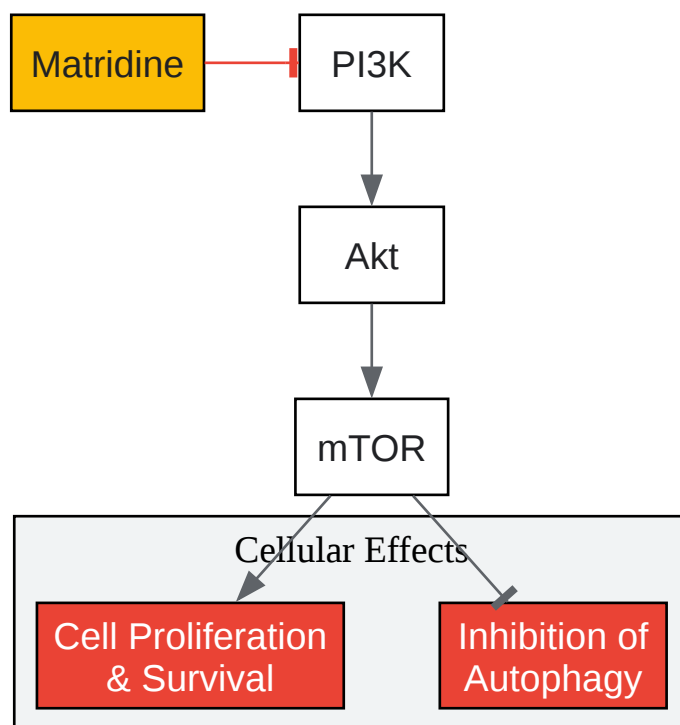 Matridine
PI3K
Akt
mTOR
Cellular Effects
Cell Proliferation
& Survival
Inhibition of
Autophagy